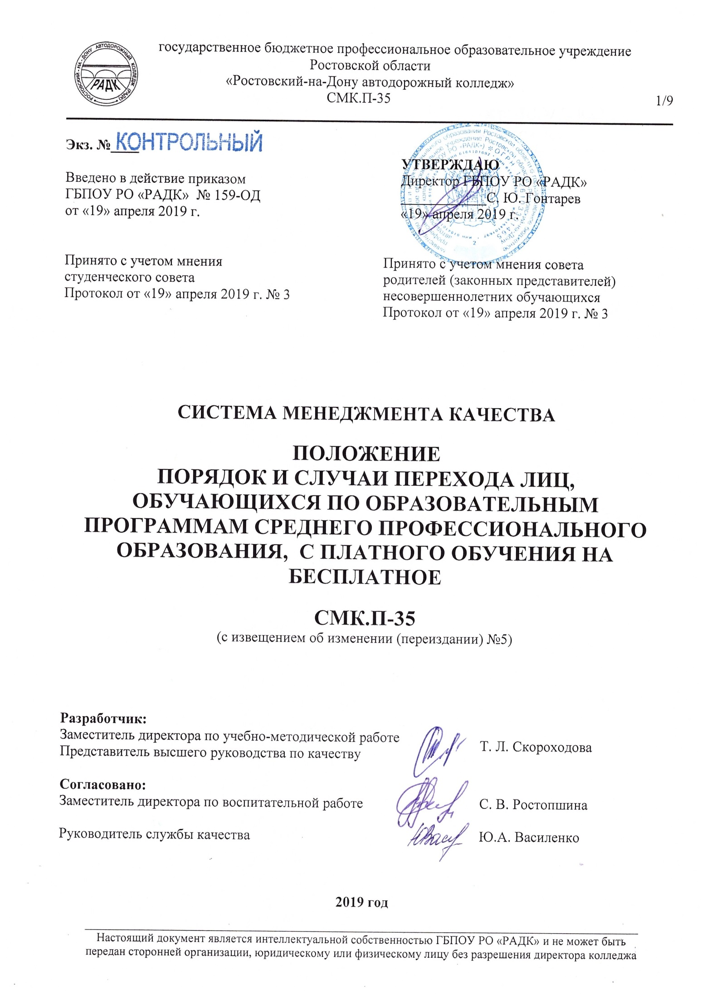 государственное бюджетное профессиональное образовательное учреждение
Ростовской области
«Ростовский-на-Дону автодорожный колледж»
СМК.П-35
1/9
РОСТОВСКИЙ - НА - ДОНУ АВТОДОРОЖНЫЙ КОЛЛЕДЖ (РАДК)
РАДК
Экз. № КОНТРОЛЬНЫЙ
Введено в действие приказом
ГБПОУ РО «РАДК» № 159-ОД
от «19» апреля 2019 г.
УТВЕРЖДАЮ
Директор ГБПОУ РО «РАДК»
С. Ю. Гонтарев
«19» апреля 2019 г.
Принято с учетом мнения
студенческого совета
Протокол от «19» апреля 2019 г. № 3
Принято с учетом мнения совета
родителей (законных представителей)
несовершеннолетних обучающихся
Протокол от «19» апреля 2019 г. № 3
СИСТЕМА МЕНЕДЖМЕНТА КАЧЕСТВА
ПОЛОЖЕНИЕ
ПОРЯДОК И СЛУЧАИ ПЕРЕХОДА ЛИЦ,
ОБУЧАЮЩИХСЯ ПО ОБРАЗОВАТЕЛЬНЫМ
ПРОГРАММАМ СРЕДНЕГО ПРОФЕССИОНАЛЬНОГО
ОБРАЗОВАНИЯ, С ПЛАТНОГО ОБУЧЕНИЯ НА
БЕСПЛАТНОЕ
СМК.П-35
(с извещением об изменении (переиздании) №5)
Разработчик:
Заместитель директора по учебно-методической работе
Представитель высшего руководства по качеству
Т. Л. Скороходова
Согласовано:
Заместитель директора по воспитательной работе
С. В. Ростопшина
Руководитель службы качества
Ю.А. Василенко
2019 год
Настоящий документ является интеллектуальной собственностью ГБПОУ РО «РАДК» и не может быть
передан сторонней организации, юридическому или физическому лицу без разрешения директора колледжа